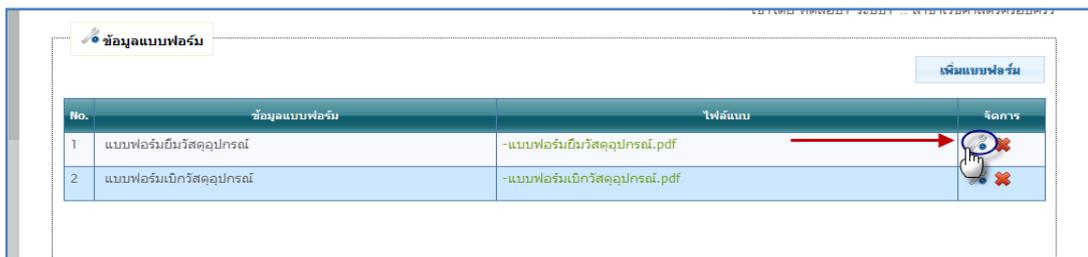 ข้อมูลแบบฟอร์ม
เพิ่มแบบฟอร์ม
No. ข้อมูลแบบฟอร์ม ไฟล์แนบ จัดการ
1 แบบฟอร์มยืมวัสดุอุปกรณ์ -แบบฟอร์มยืมวัสดุอุปกรณ์.pdf
2 แบบฟอร์มเบิกวัสดุอุปกรณ์ -แบบฟอร์มเบิกวัสดุอุปกรณ์.pdf